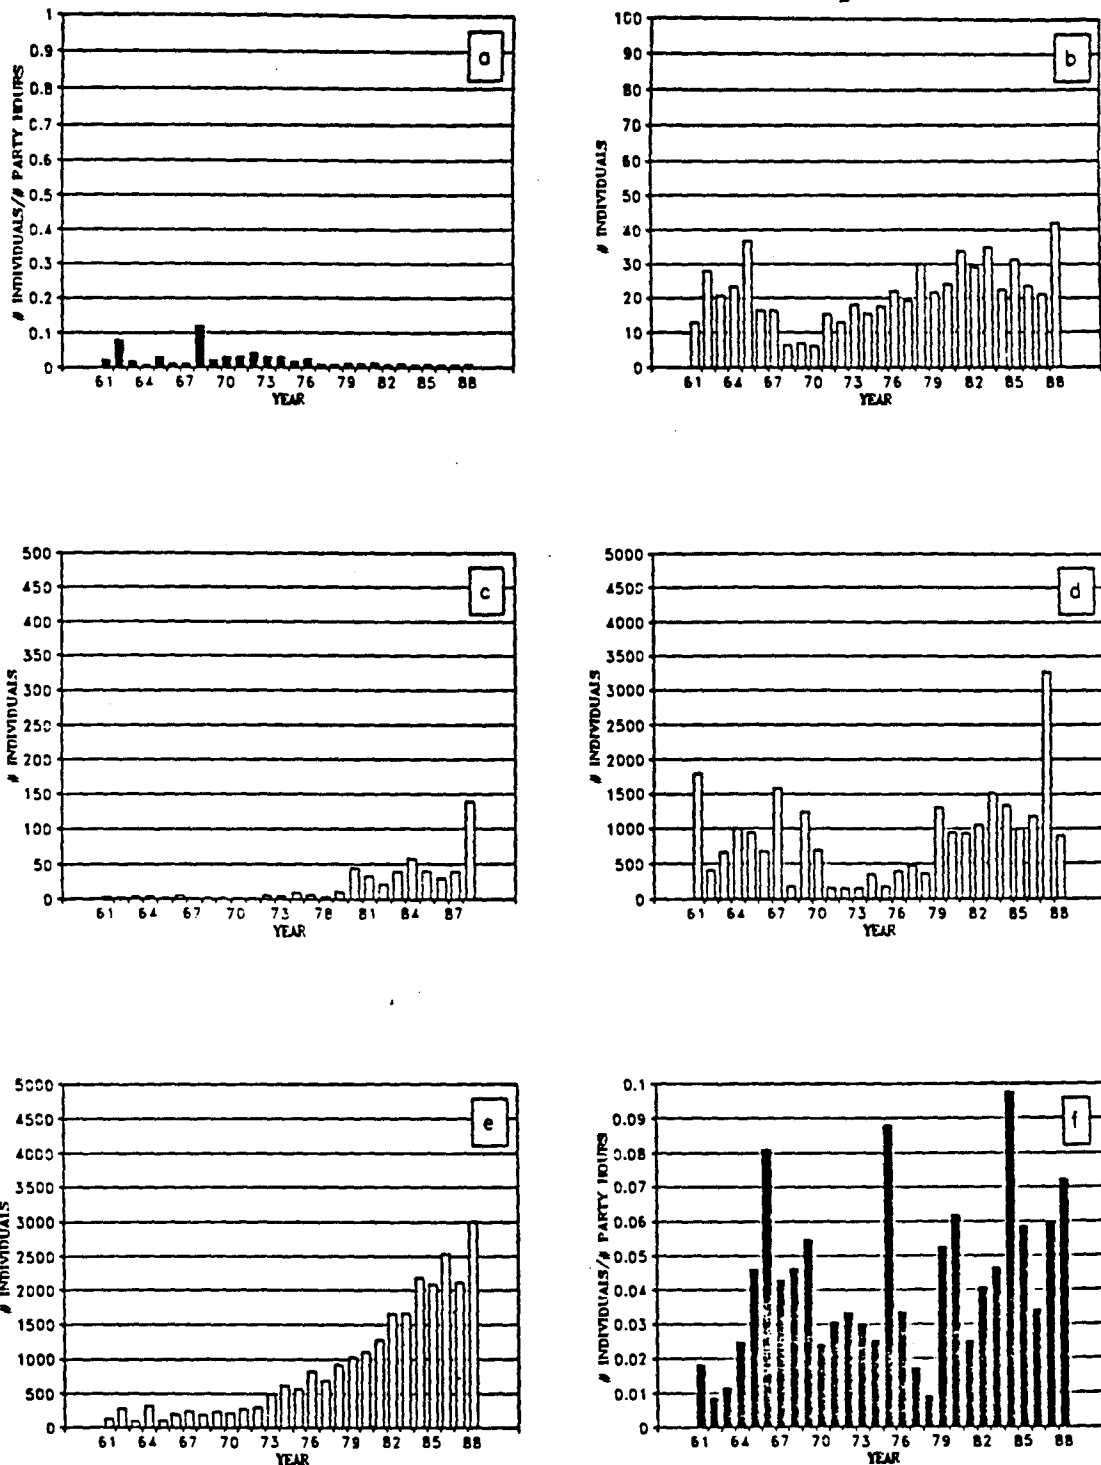 a
# INDIVIDUALS/# PARTY HOURS
1
0.9
0.8
0.7
0.6
0.5
0.4
0.3
0.2
0.1
0
61 64 67 70 73 76 79 82 85 88
YEAR
b
# INDIVIDUALS
100
90
80
70
60
50
40
30
20
10
0
61 64 67 70 73 76 79 82 85 88
YEAR
c
# INDIVIDUALS
500
450
400
350
300
250
200
150
100
50
0
61 64 67 70 73 78 81 84 87
YEAR
d
# INDIVIDUALS
5000
4500
4000
3500
3000
2500
2000
1500
1000
500
0
61 64 67 70 73 76 79 82 85 88
YEAR
e
# INDIVIDUALS
5000
4500
4000
3500
3000
2500
2000
1500
1000
500
0
61 64 67 70 73 76 79 82 85 88
YEAR
f
# INDIVIDUALS/# PARTY HOURS
0.1
0.09
0.08
0.07
0.06
0.05
0.04
0.03
0.02
0.01
0
61 64 67 70 73 76 79 82 85 88
YEAR